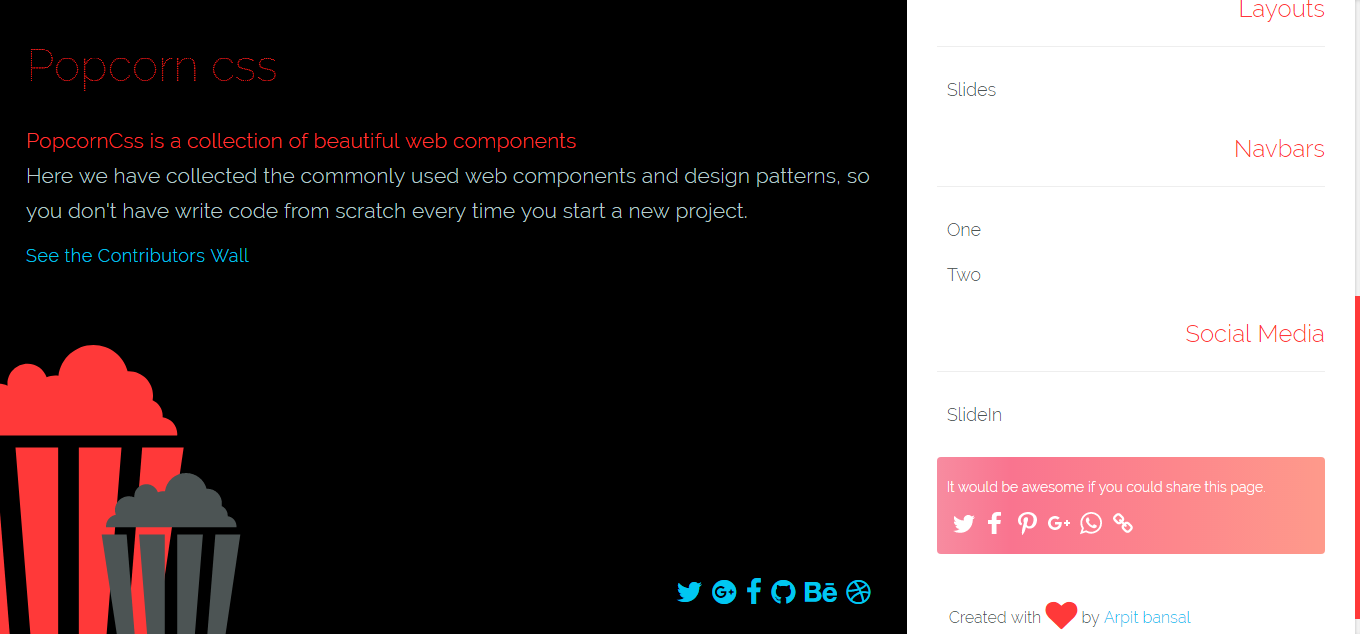 Popcorn css
PopcornCss is a collection of beautiful web components
Here we have collected the commonly used web components and design patterns, so
you don't have write code from scratch every time you start a new project.
See the Contributors Wall
Bē
Layouts
Slides
Navbars
One
Two
Social Media
SlideIn
It would be awesome if you could share this page.
Created with by Arpit bansal